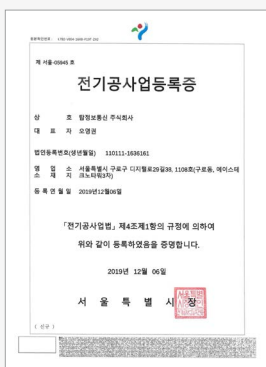 제 서울-05945 호
전기공사업등록증
상 호 탑정보통신 주식회사
대 표 자 오영권
법인등록번호(생년월일) 110111-1636161
영 업 소 서울특별시 구로구 디지털로29길38, 1108호(구로동, 에이스테
소 재 지 크노타워3차)
등 록 연 월 일 2019년12월06일
「전기공사업법」 제4조제1항의 규정에 의하여
위와 같이 등록하였음을 증명합니다.
2019년 12월 06일
서 울 특 별 시 장
( 신규 )